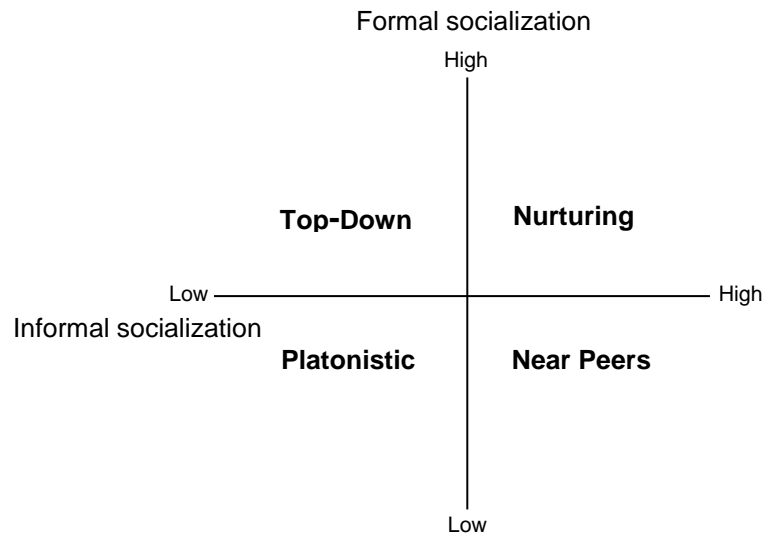 Formal socialization
High
Top-Down
Nurturing
Low
High
Informal socialization
Platonistic
Near Peers
Low